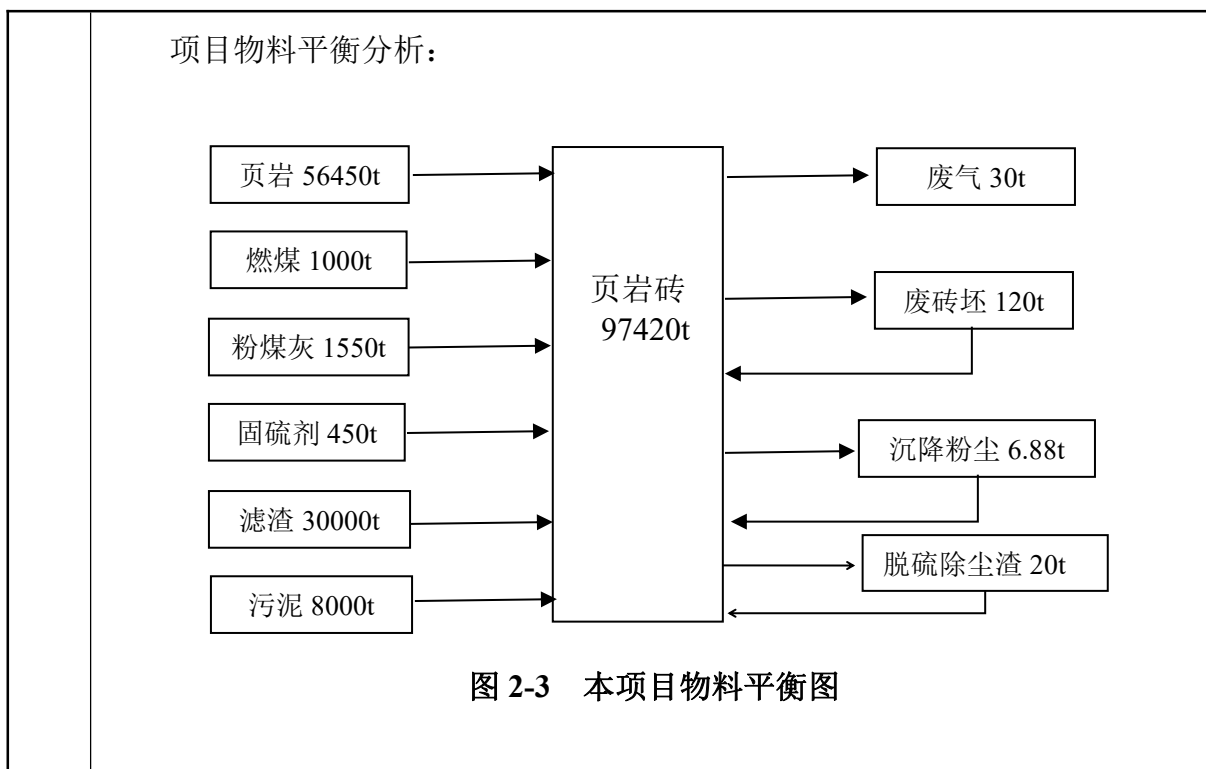 项目物料平衡分析：
页岩 56450t
燃煤 1000t
粉煤灰 1550t
固硫剂 450t
滤渣 30000t
污泥 8000t
页岩砖
97420t
废气 30t
废砖坯 120t
沉降粉尘 6.88t
脱硫除尘渣 20t
图 2-3 本项目物料平衡图